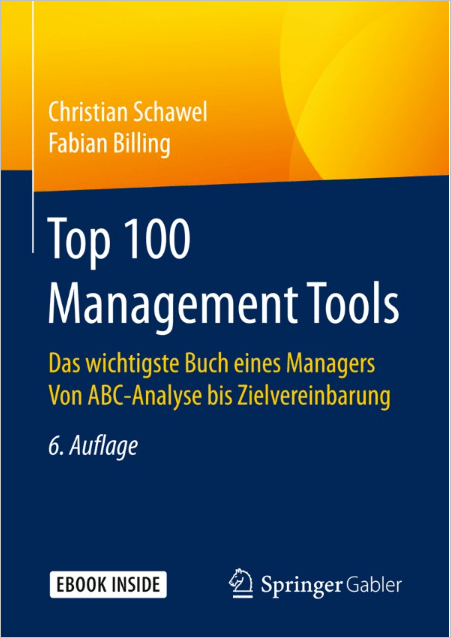 Christian Schawel
Fabian Billing
Top 100
Management Tools
Das wichtigste Buch eines Managers
Von ABC-Analyse bis Zielvereinbarung
6. Auflage
EBOOK INSIDE
Springer Gabler